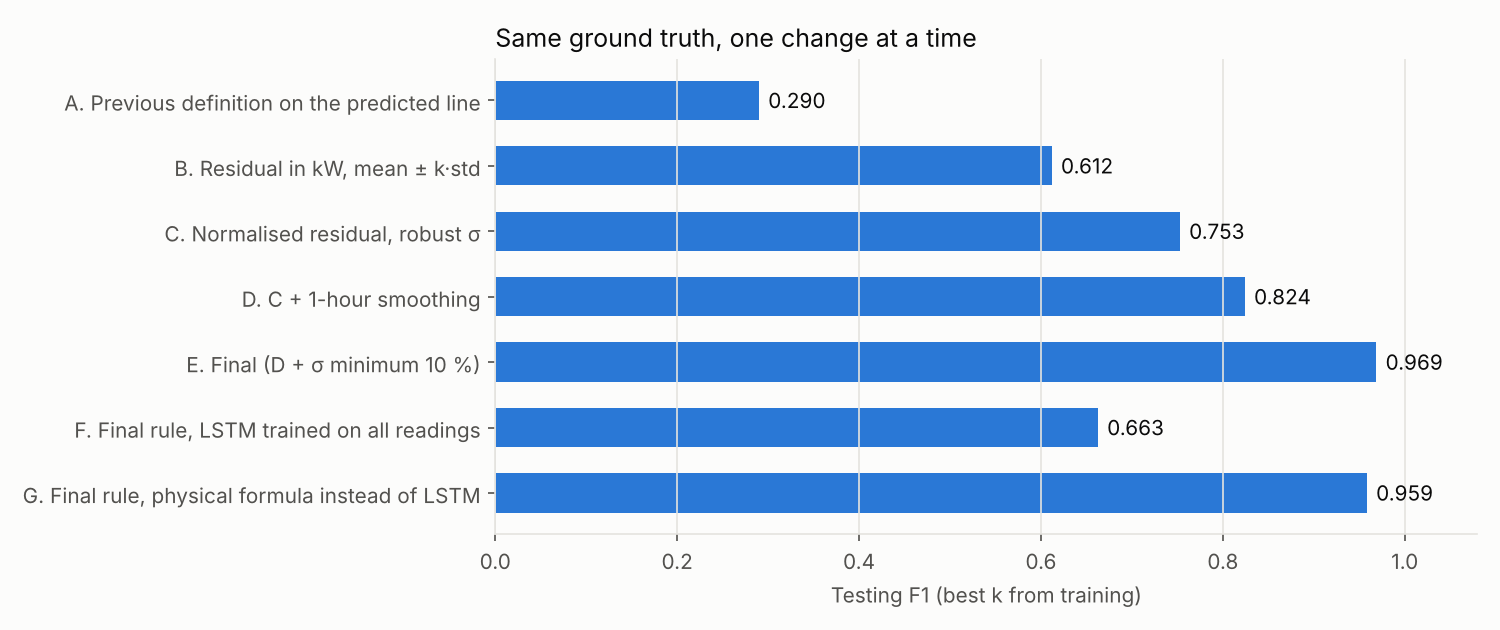 Same ground truth, one change at a time
A. Previous definition on the predicted line
0.290
B. Residual in kW, mean ± k·std
0.612
C. Normalised residual, robust σ
0.753
D. C + 1-hour smoothing
0.824
E. Final (D + σ minimum 10 %)
0.969
F. Final rule, LSTM trained on all readings
0.663
G. Final rule, physical formula instead of LSTM
0.959
0.0 0.2 0.4 0.6 0.8 1.0
Testing F1 (best k from training)